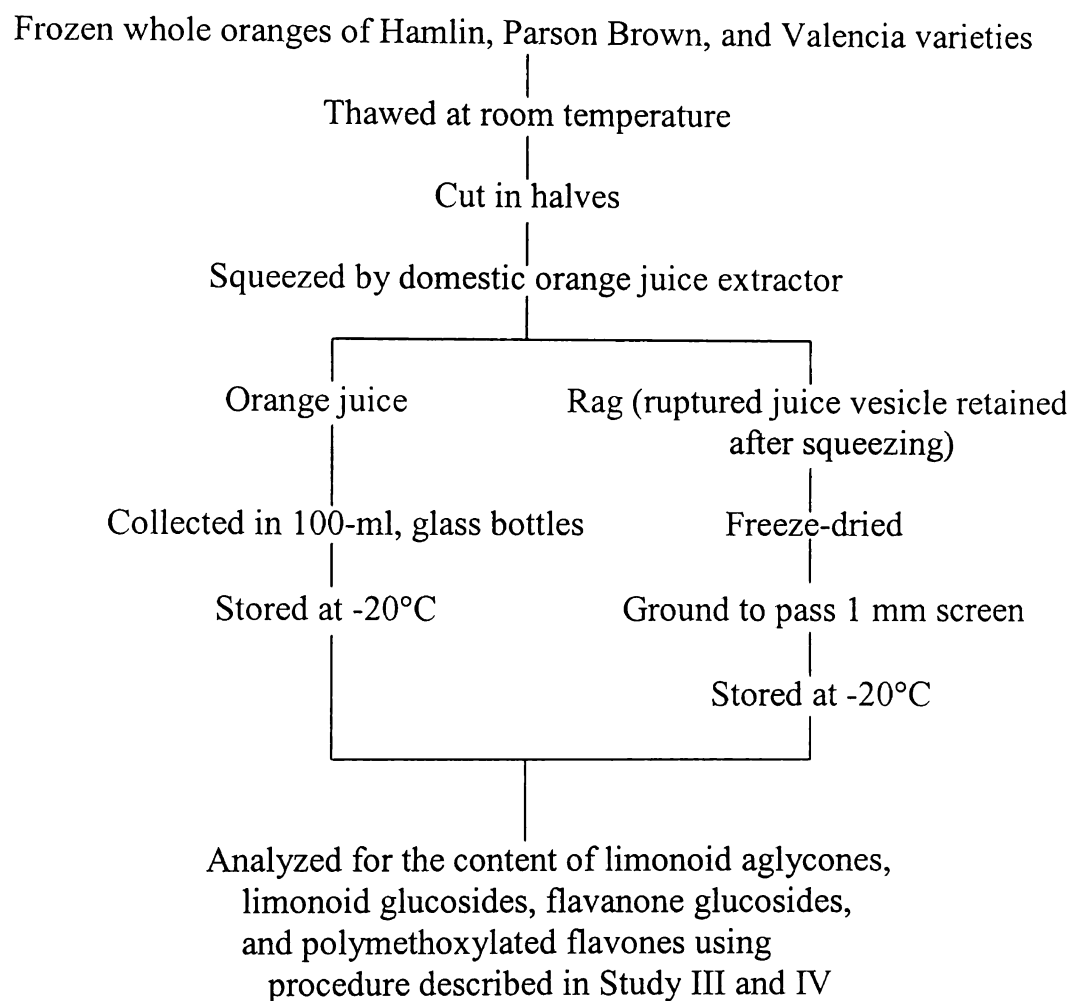 Frozen whole oranges of Hamlin, Parson Brown, and Valencia varieties
Thawed at room temperature
Cut in halves
Squeezed by domestic orange juice extractor
Orange juice
Rag (ruptured juice vesicle retained
after squeezing)
Collected in 100-ml, glass bottles
Freeze-dried
Stored at -20°C
Ground to pass 1 mm screen
Stored at -20°C
Analyzed for the content of limonoid aglycones,
limonoid glucosides, flavanone glucosides,
and polymethoxylated flavones using
procedure described in Study III and IV